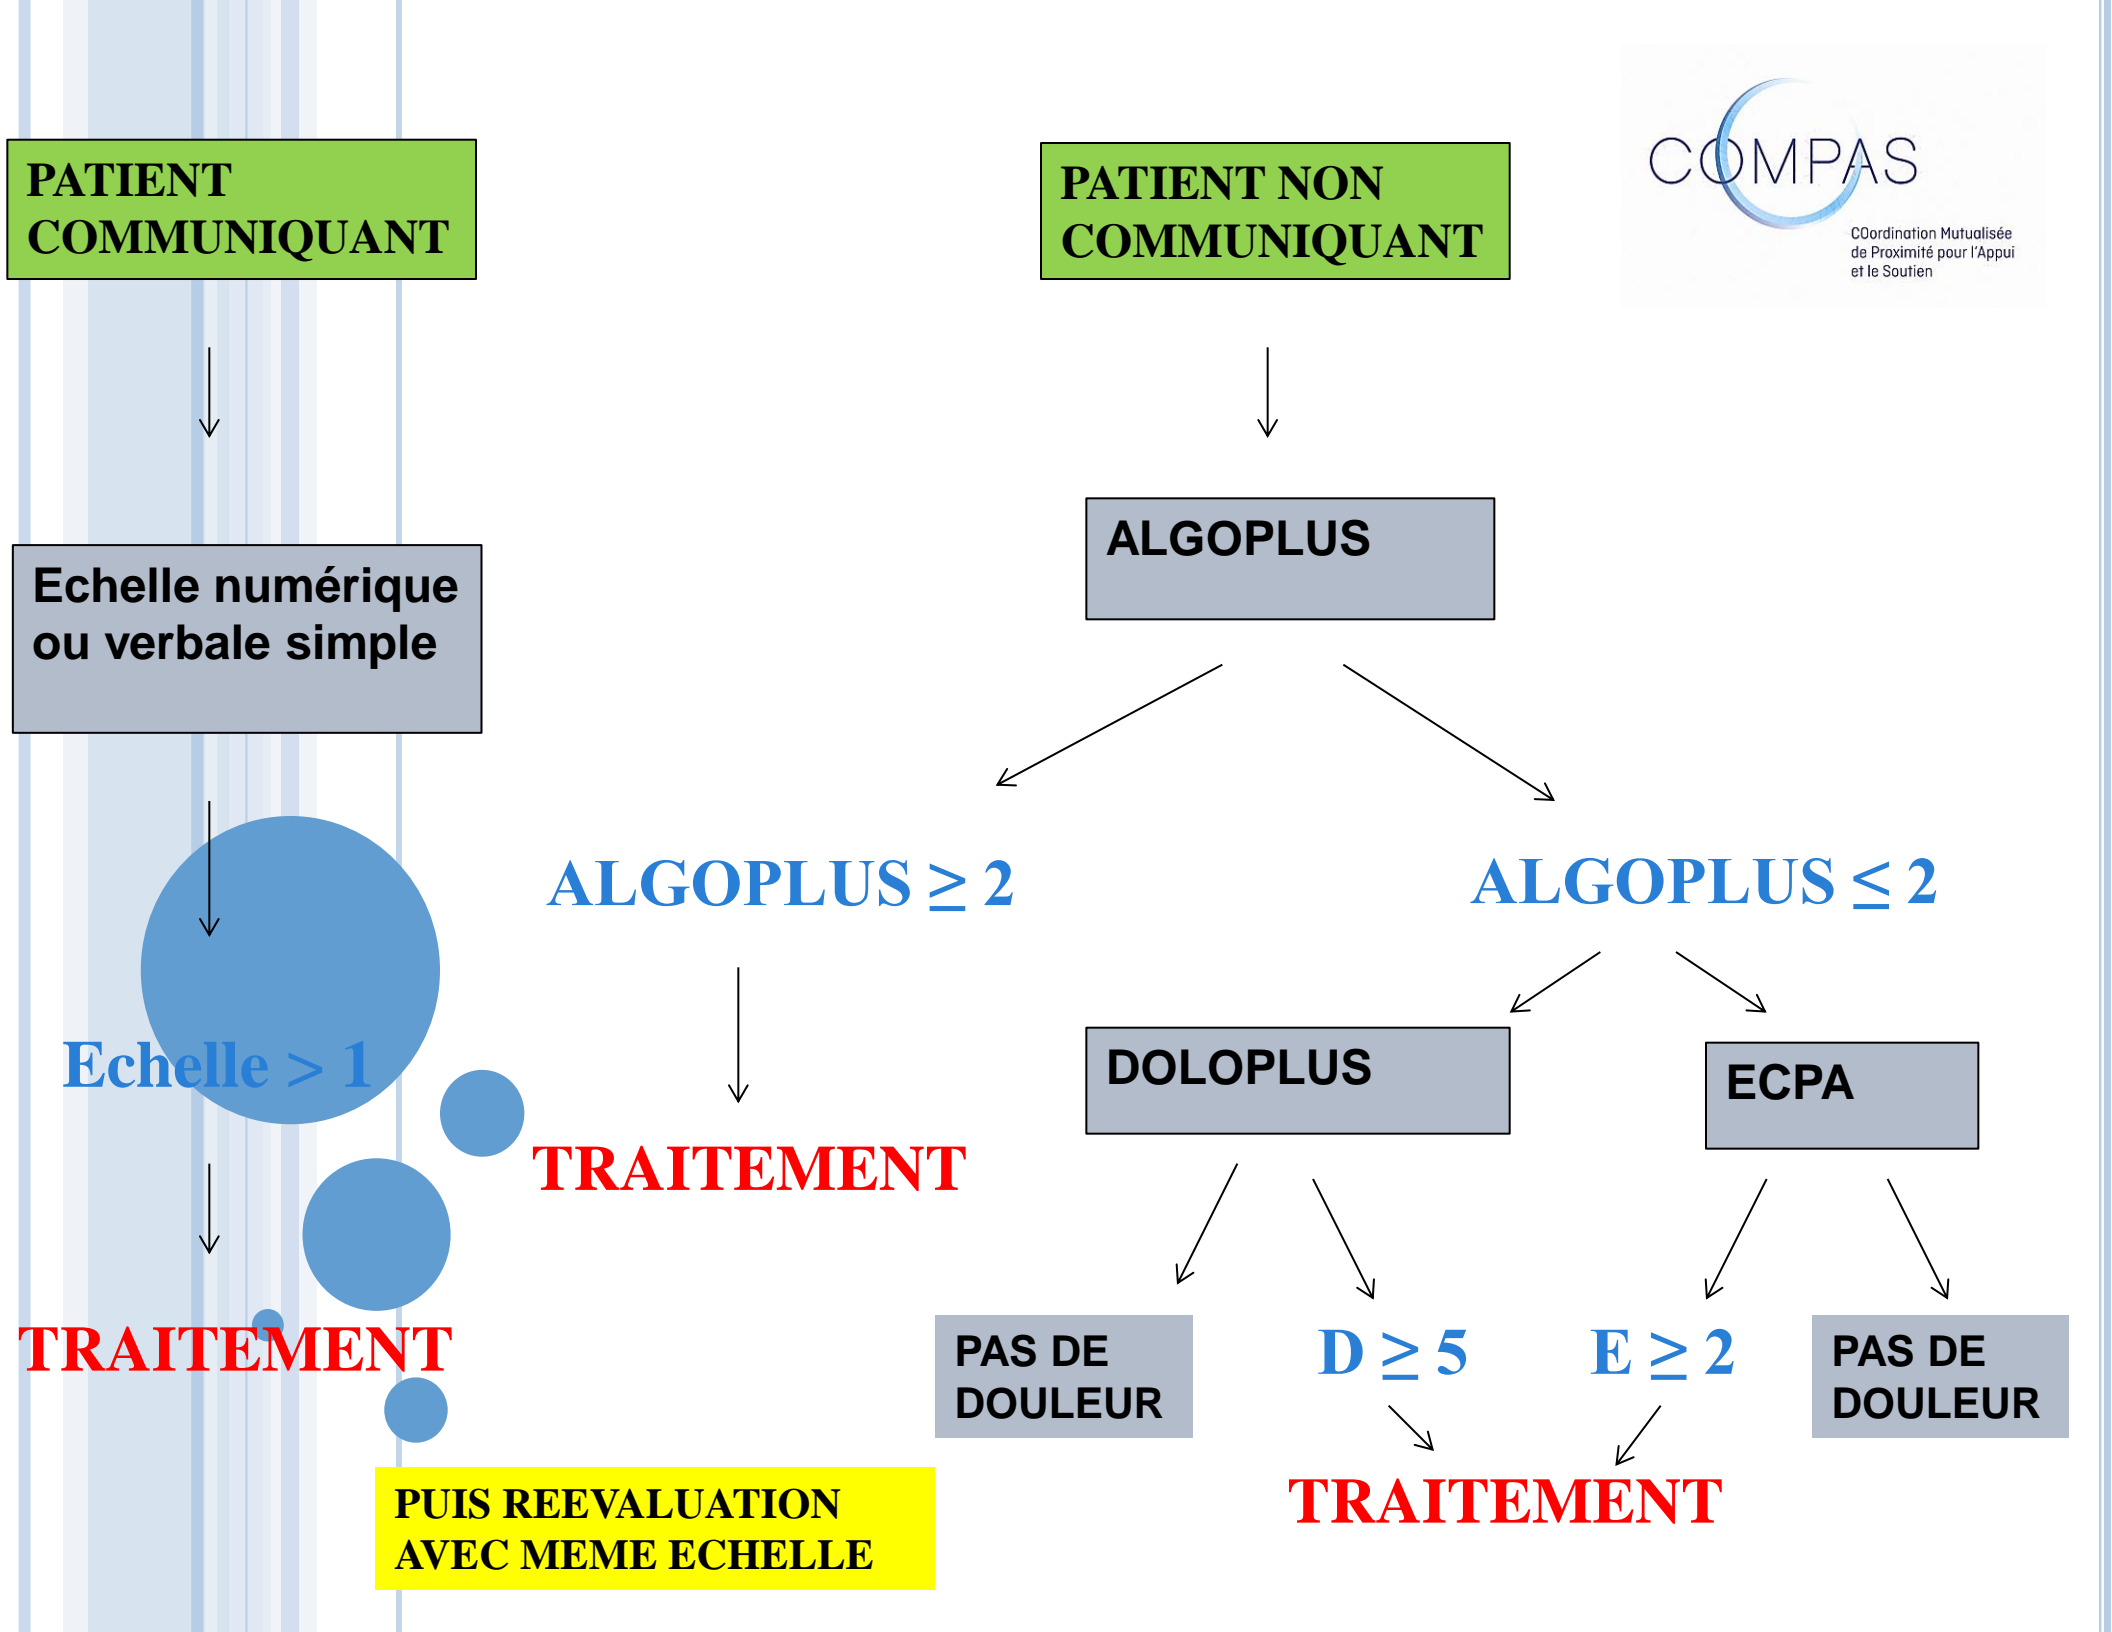 COMPAS
COordination Mutualisée
de Proximité pour l'Appui
et le Soutien
PATIENT
COMMUNIQUANT
PATIENT NON
COMMUNIQUANT
Echelle numérique
ou verbale simple
ALGOPLUS
Echelle > 1
ALGOPLUS ≥ 2
ALGOPLUS ≤ 2
TRAITEMENT
TRAITEMENT
DOLOPLUS
ECPA
PAS DE
DOULEUR
D ≥ 5
E ≥ 2
PAS DE
DOULEUR
TRAITEMENT
PUIS REEVALUATION
AVEC MEME ECHELLE